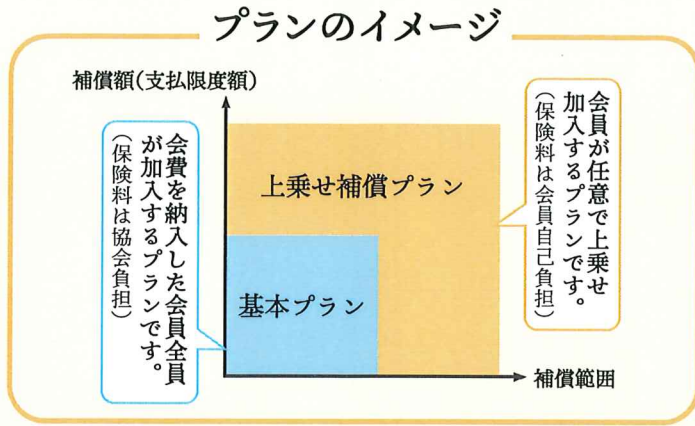 プランのイメージ
補償額(支払限度額)
会員が任意で上乗せ
加入するプランです。
(保険料は会員自己負担)
会費を納入した会員全員
が加入するプランです。
(保険料は協会負担)
上乗せ補償プラン
基本プラン
補償範囲